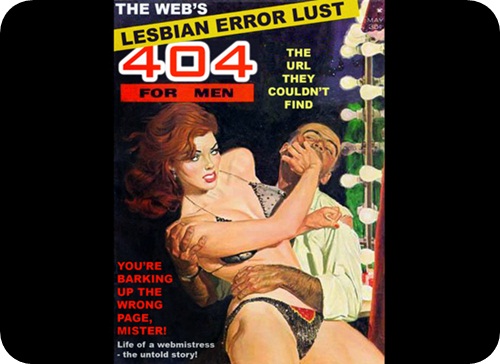 THE WEB'S
LESBIAN ERROR LUST
404
FOR MEN
THE
URL
THEY
COULDN'T
FIND
MAY
YOU'RE
BARKING
UP THE
WRONG
PAGE,
MISTER!
Life of a webmistress
- the untold story!